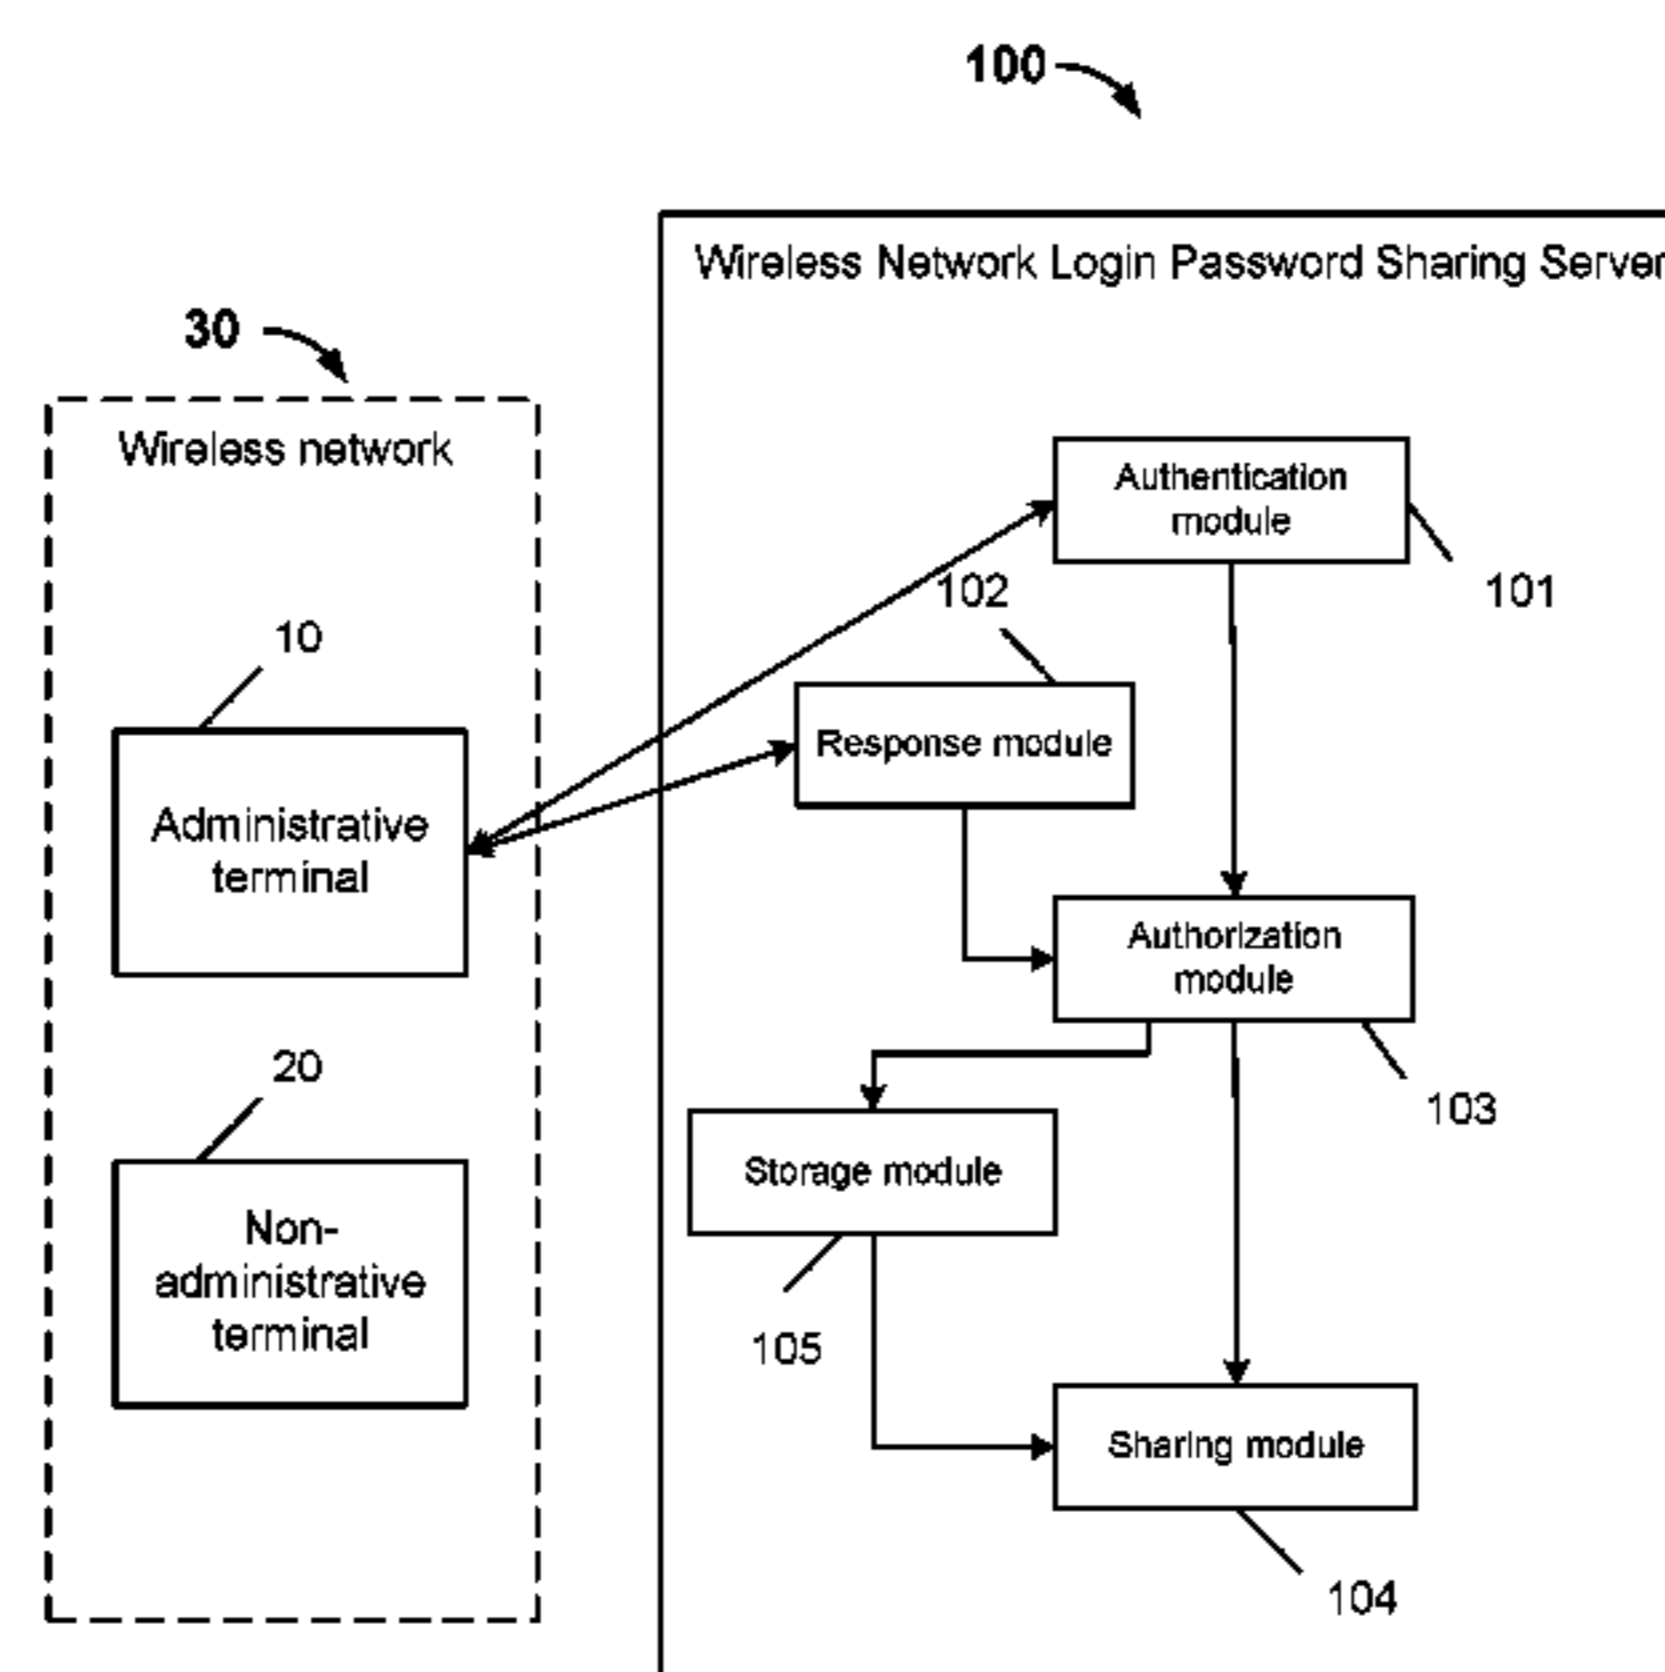 100
Wireless Network Login Password Sharing Server
30
Wireless network
Authentication
module
101
102
10
Response module
Administrative
terminal
Authorization
module
103
20
Storage module
Non-
administrative
terminal
105
Sharing module
104